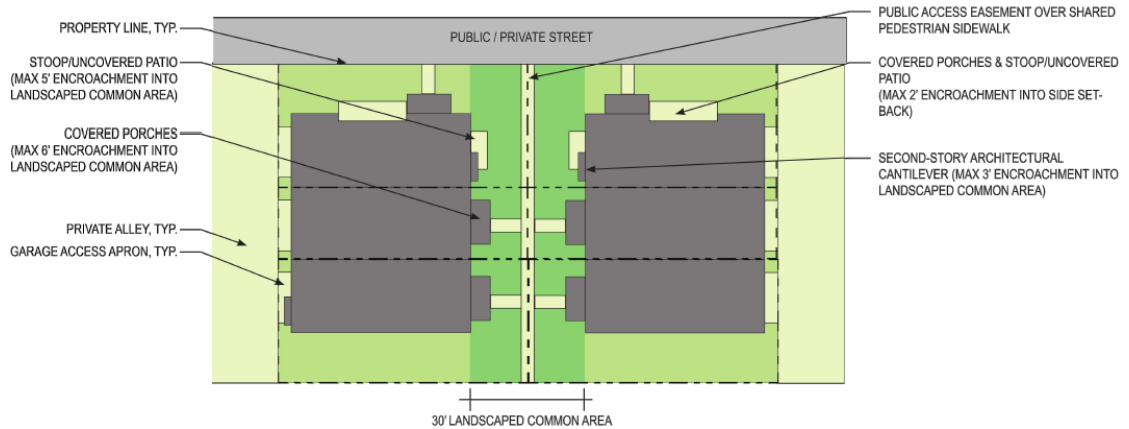 PUBLIC / PRIVATE STREET
PROPERTY LINE, TYP.
STOOP/UNCOVERED PATIO
(MAX 5' ENCROACHMENT INTO
LANDSCAPED COMMON AREA)
COVERED PORCHES
(MAX 6' ENCROACHMENT INTO
LANDSCAPED COMMON AREA)
PRIVATE ALLEY, TYP.
GARAGE ACCESS APRON, TYP.
PUBLIC ACCESS EASEMENT OVER SHARED
PEDESTRIAN SIDEWALK
COVERED PORCHES & STOOP/UNCOVERED
PATIO
(MAX 2' ENCROACHMENT INTO SIDE SET-
BACK)
SECOND-STORY ARCHITECTURAL
CANTILEVER (MAX 3' ENCROACHMENT INTO
LANDSCAPED COMMON AREA)
30' LANDSCAPED COMMON AREA